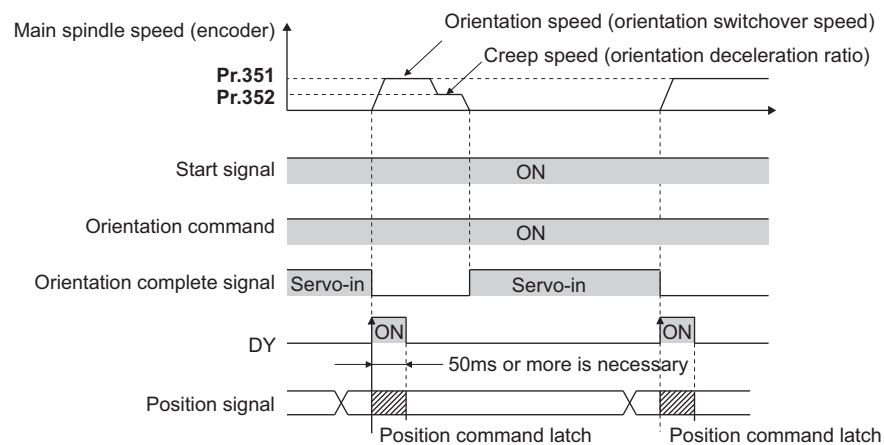 Main spindle speed (encoder)
Orientation speed (orientation switchover speed)
Creep speed (orientation deceleration ratio)
Pr.351
Pr.352
Start signal
ON
Orientation command
ON
Orientation complete signal
Servo-in
Servo-in
DY
ON
ON
50ms or more is necessary
Position signal
Position command latch
Position command latch